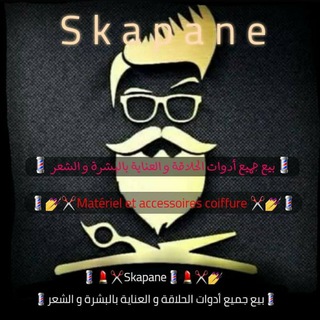 Skapane
💈بيع جميع أدوات الحلاقة و العناية بالبشرة و الشعر💈
💈💅✂️Matériel et accessoires coiffure ✂️💅💈
💈💄✂️Skapane💈💄✂️💅
💈بيع جميع أدوات الحلاقة و العناية بالبشرة و الشعر💈